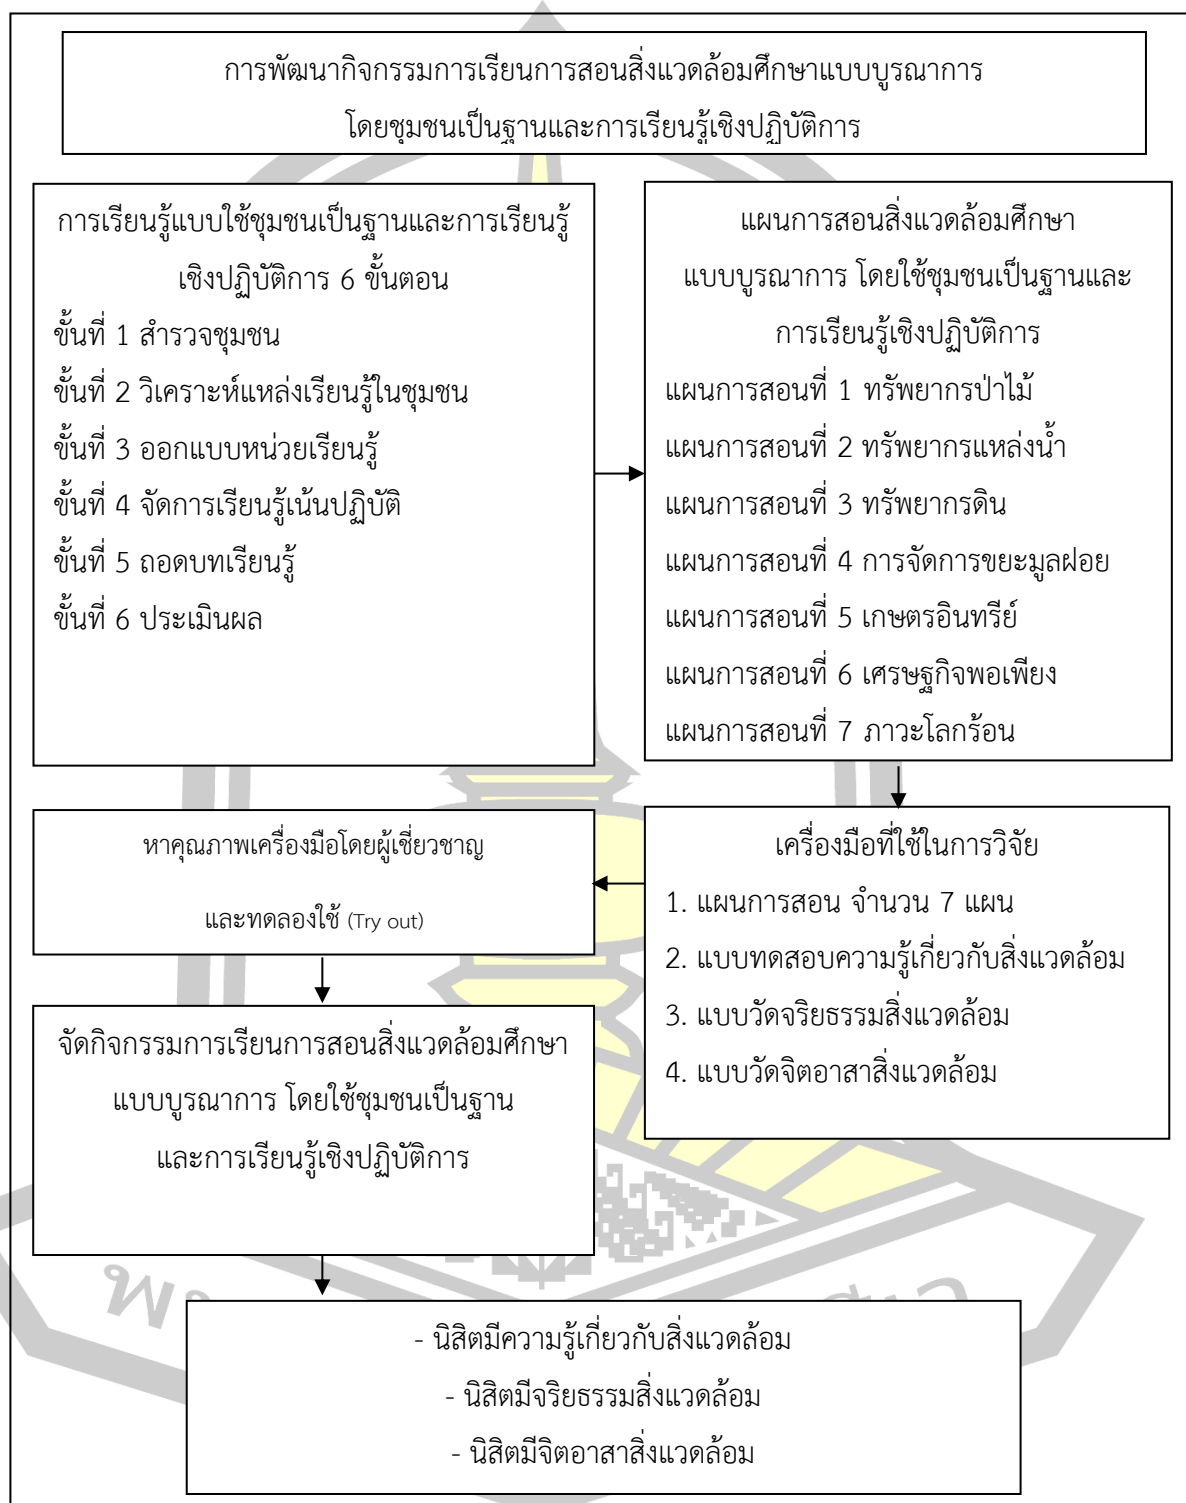 การพัฒนากิจกรรมการเรียนการสอนสิ่งแวดล้อมศึกษาแบบบูรณาการ
โดยชุมชนเป็นฐานและการเรียนรู้เชิงปฏิบัติการ
การเรียนรู้แบบใช้ชุมชนเป็นฐานและการเรียนรู้
เชิงปฏิบัติการ 6 ขั้นตอน
ขั้นที่ 1 สำรวจชุมชน
ขั้นที่ 2 วิเคราะห์แหล่งเรียนรู้ในชุมชน
ขั้นที่ 3 ออกแบบหน่วยเรียนรู้
ขั้นที่ 4 จัดการเรียนรู้เน้นปฏิบัติ
ขั้นที่ 5 ถอดบทเรียนรู้
ขั้นที่ 6 ประเมินผล
แผนการสอนสิ่งแวดล้อมศึกษา
แบบบูรณาการ โดยใช้ชุมชนเป็นฐานและ
การเรียนรู้เชิงปฏิบัติการ
แผนการสอนที่ 1 ทรัพยากรป่าไม้
แผนการสอนที่ 2 ทรัพยากรแหล่งน้ำ
แผนการสอนที่ 3 ทรัพยากรดิน
แผนการสอนที่ 4 การจัดการขยะมูลฝอย
แผนการสอนที่ 5 เกษตรอินทรีย์
แผนการสอนที่ 6 เศรษฐกิจพอเพียง
แผนการสอนที่ 7 ภาวะโลกร้อน
เครื่องมือที่ใช้ในการวิจัย
1. แผนการสอน จำนวน 7 แผน
2. แบบทดสอบความรู้เกี่ยวกับสิ่งแวดล้อม
3. แบบวัดจริยธรรมสิ่งแวดล้อม
4. แบบวัดจิตอาสาสิ่งแวดล้อม
หาคุณภาพเครื่องมือโดยผู้เชี่ยวชาญ
และทดลองใช้ (Try out)
จัดกิจกรรมการเรียนการสอนสิ่งแวดล้อมศึกษา
แบบบูรณาการ โดยใช้ชุมชนเป็นฐาน
และการเรียนรู้เชิงปฏิบัติการ
- นิสิตมีความรู้เกี่ยวกับสิ่งแวดล้อม
- นิสิตมีจริยธรรมสิ่งแวดล้อม
- นิสิตมีจิตอาสาสิ่งแวดล้อม